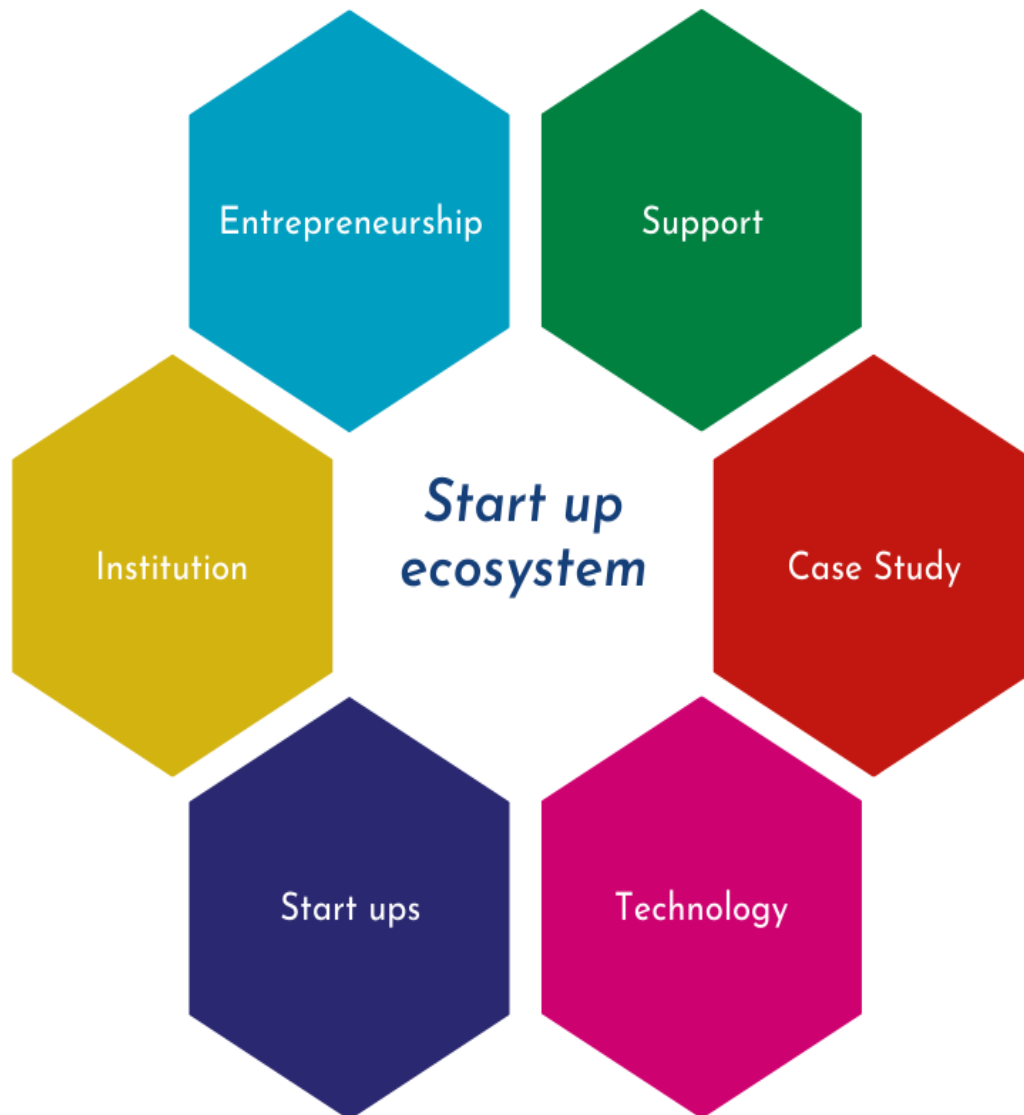 Entrepreneurship
Support
Start up
ecosystem
Institution
Case Study
Start ups
Technology